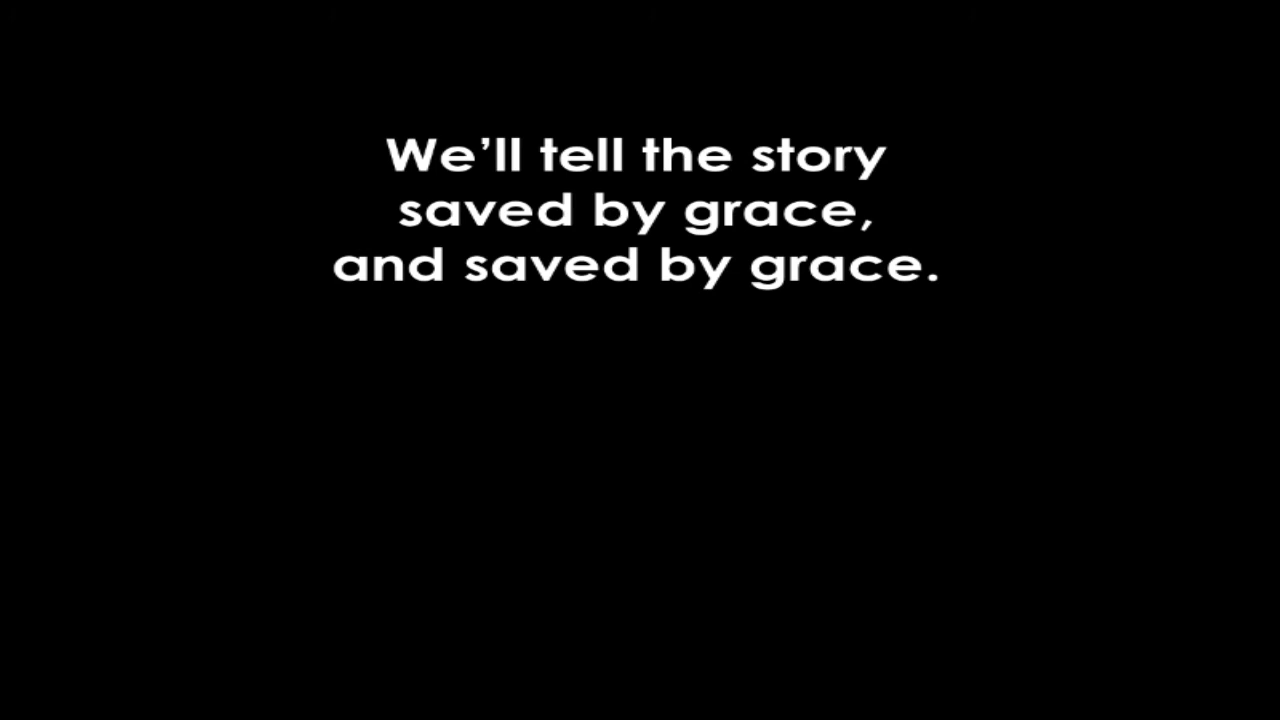 We’ll tell the story
saved by grace,
and saved by grace.